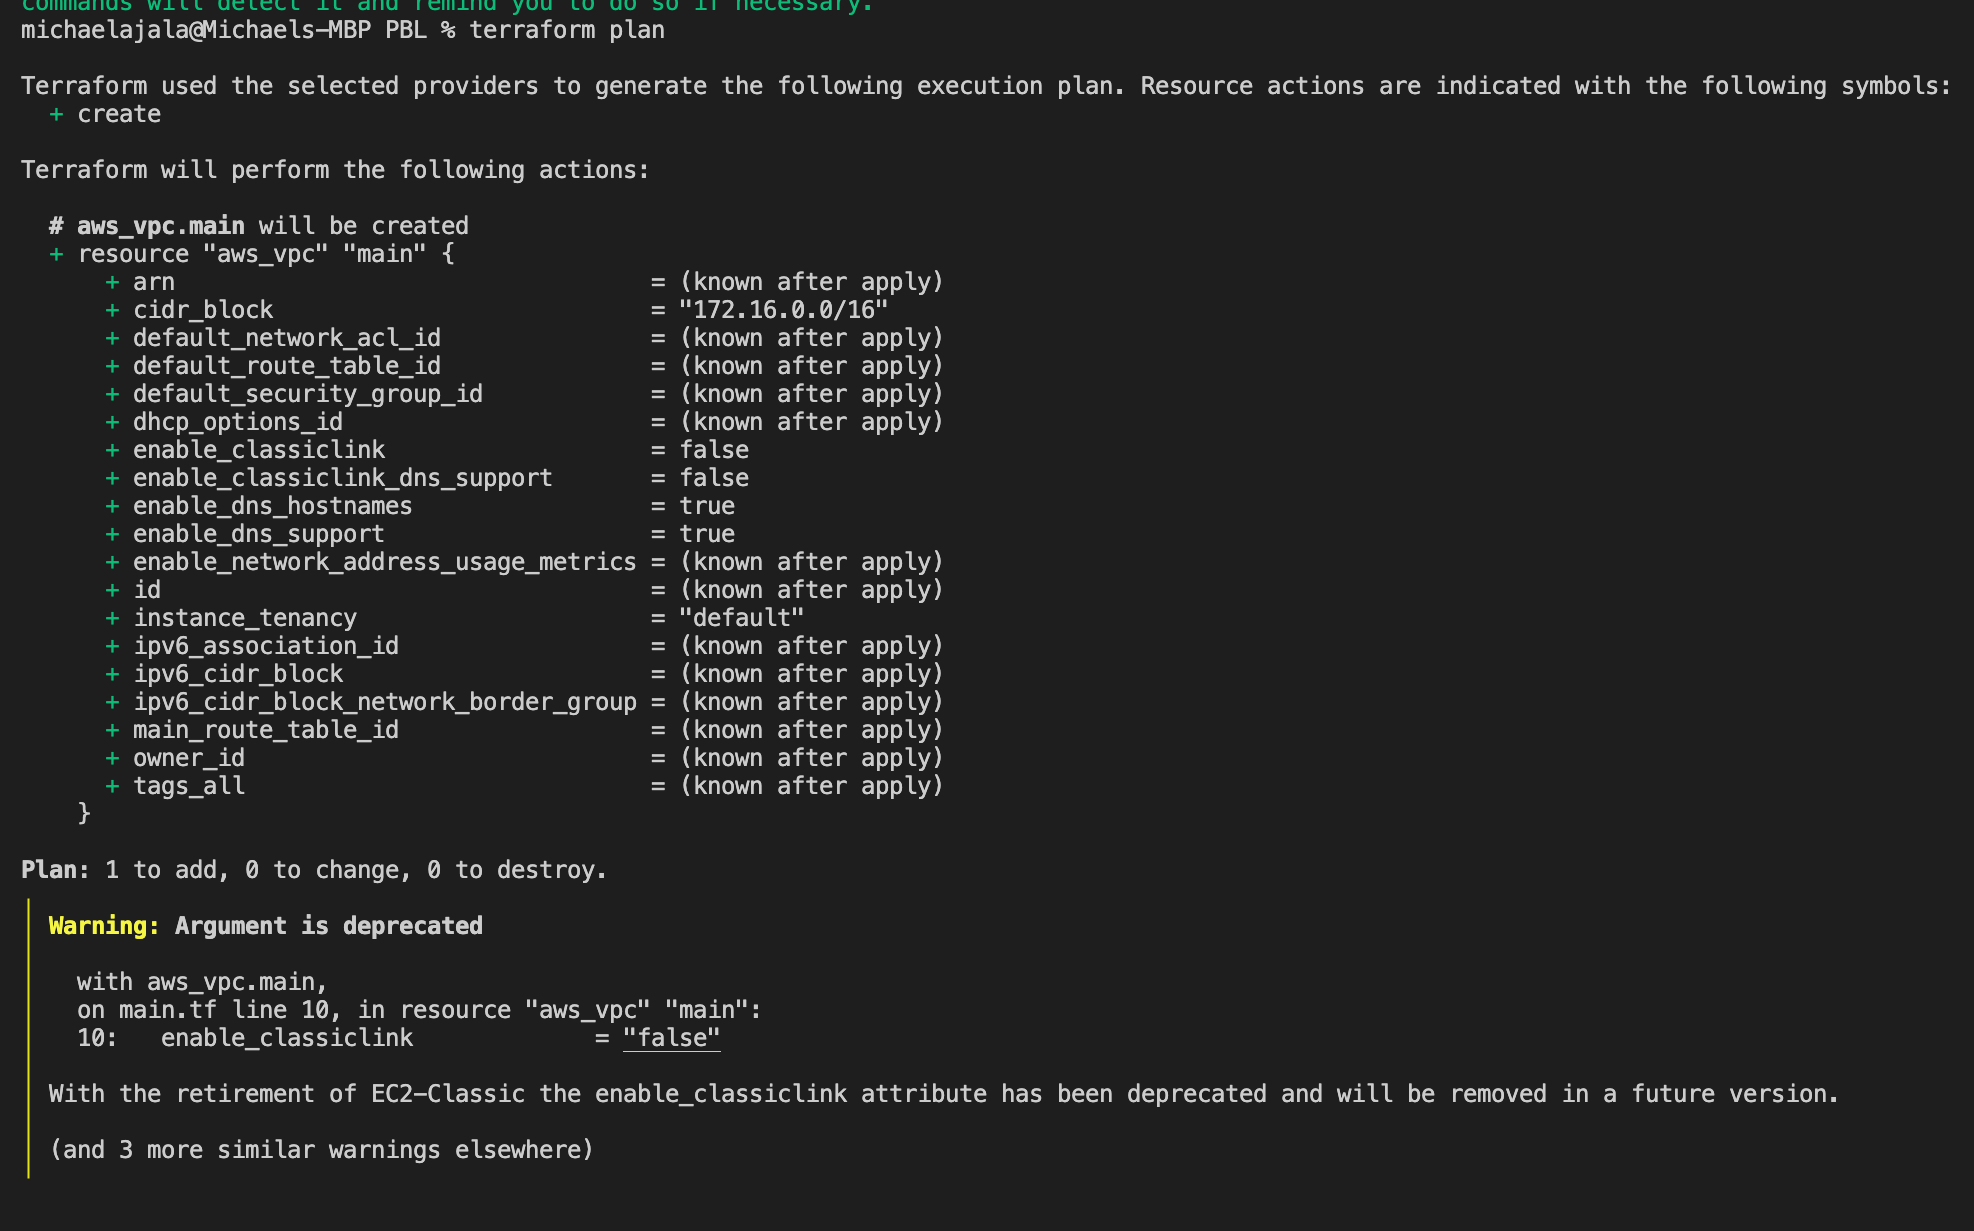 commands will detect it and remind you to do so if necessary.
michaelajala@Michaels-MBP PBL % terraform plan
Terraform used the selected providers to generate the following execution plan. Resource actions are indicated with the following symbols:
+ create
Terraform will perform the following actions:
# aws_vpc.main will be created
+ resource "aws_vpc" "main" {
+ arn = (known after apply)
+ cidr_block = "172.16.0.0/16"
+ default_network_acl_id = (known after apply)
+ default_route_table_id = (known after apply)
+ default_security_group_id = (known after apply)
+ dhcp_options_id = (known after apply)
+ enable_classiclink = false
+ enable_classiclink_dns_support = false
+ enable_dns_hostnames = true
+ enable_dns_support = true
+ enable_network_address_usage_metrics = (known after apply)
+ id = (known after apply)
+ instance_tenancy = "default"
+ ipv6_association_id = (known after apply)
+ ipv6_cidr_block = (known after apply)
+ ipv6_cidr_block_network_border_group = (known after apply)
+ main_route_table_id = (known after apply)
+ owner_id = (known after apply)
+ tags_all = (known after apply)
}
Plan: 1 to add, 0 to change, 0 to destroy.
Warning: Argument is deprecated
with aws_vpc.main,
on main.tf line 10, in resource "aws_vpc" "main":
10: enable_classiclink = "false"
With the retirement of EC2-Classic the enable_classiclink attribute has been deprecated and will be removed in a future version.
(and 3 more similar warnings elsewhere)